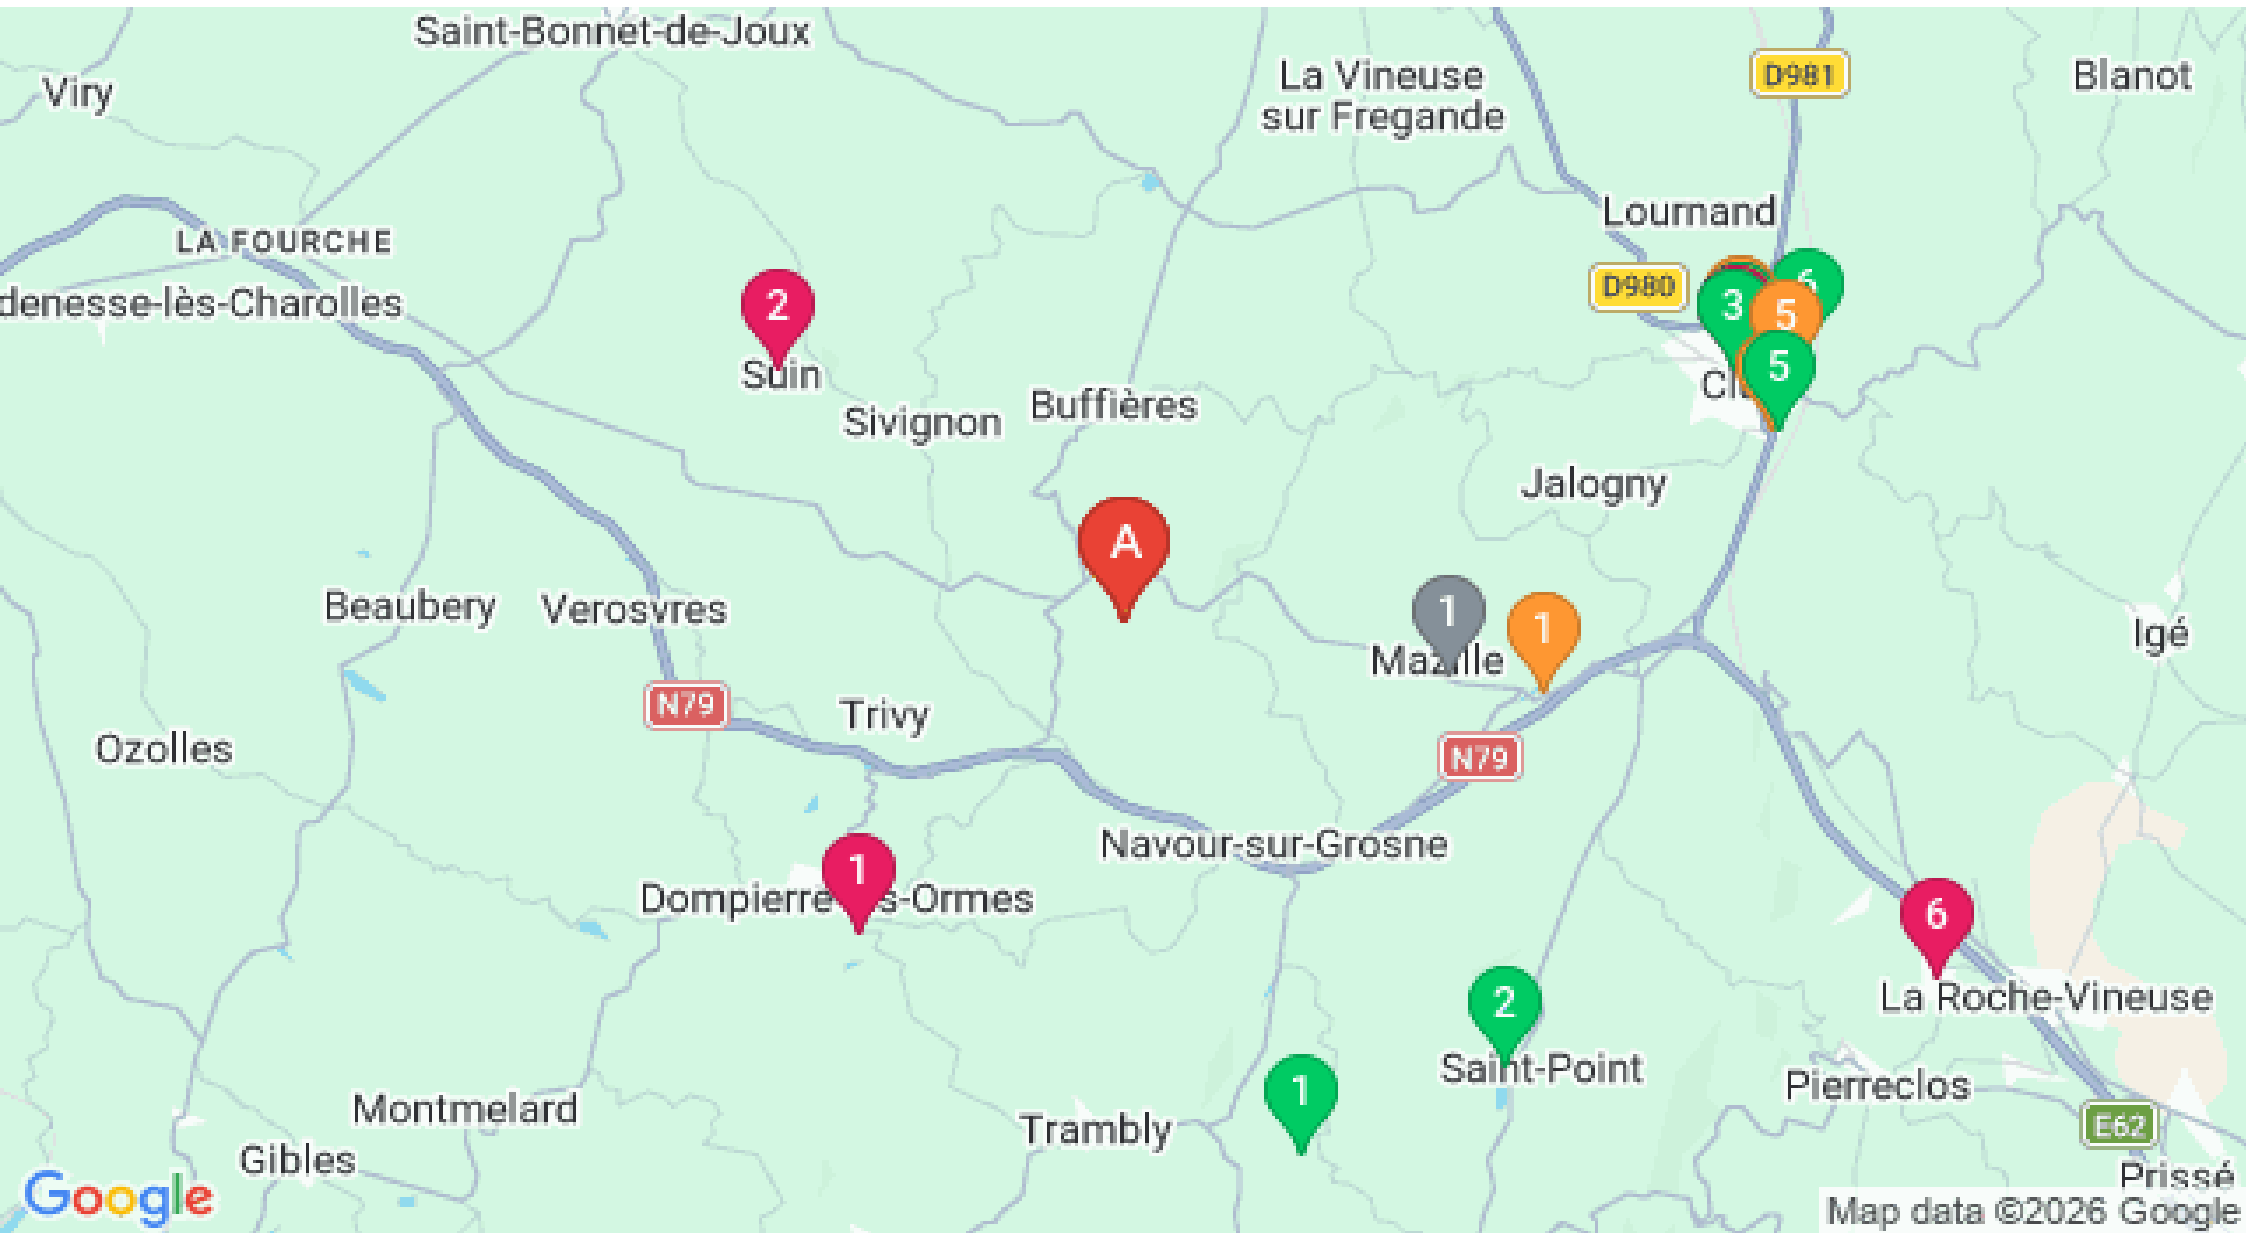 Saint-Bonnet-de-Joux
La Vineuse
sur Fregande
D981
Blanot
Viry
Lournand
LA FOURCHE
D980
6
denesse-lès-Charolles
2
3
5
Suin
5
Sivignon
Buffières
Jalogny
A
Beaubery
Verosvres
1
1
Mazille
Igé
N79
Trivy
Ozolles
N79
Navour-sur-Grosne
1
6
La Roche-Vineuse
2
Saint-Point
1
Pierreclos
Montmelard
Trambly
E62
Gibles
Prissé
Google
Map data ©2026 Google